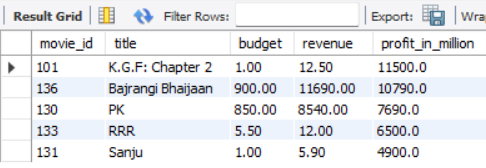 Result Grid Filter Rows: Export: Wra
movie_id title budget revenue profit_in_million
101 K.G.F: Chapter 2 1.00 12.50 11500.0
136 Bajrangi Bhaijaan 900.00 11690.00 10790.0
130 PK 850.00 8540.00 7690.0
133 RRR 5.50 12.00 6500.0
131 Sanju 1.00 5.90 4900.0